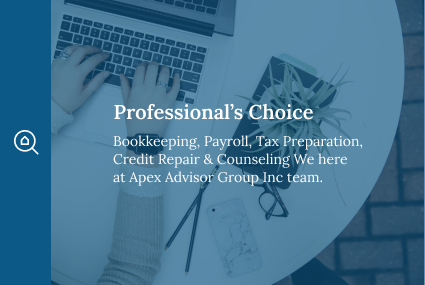 Professional's Choice
Bookkeeping, Payroll, Tax Preparation,
Credit Repair & Counseling We here
at Apex Advisor Group Inc team.